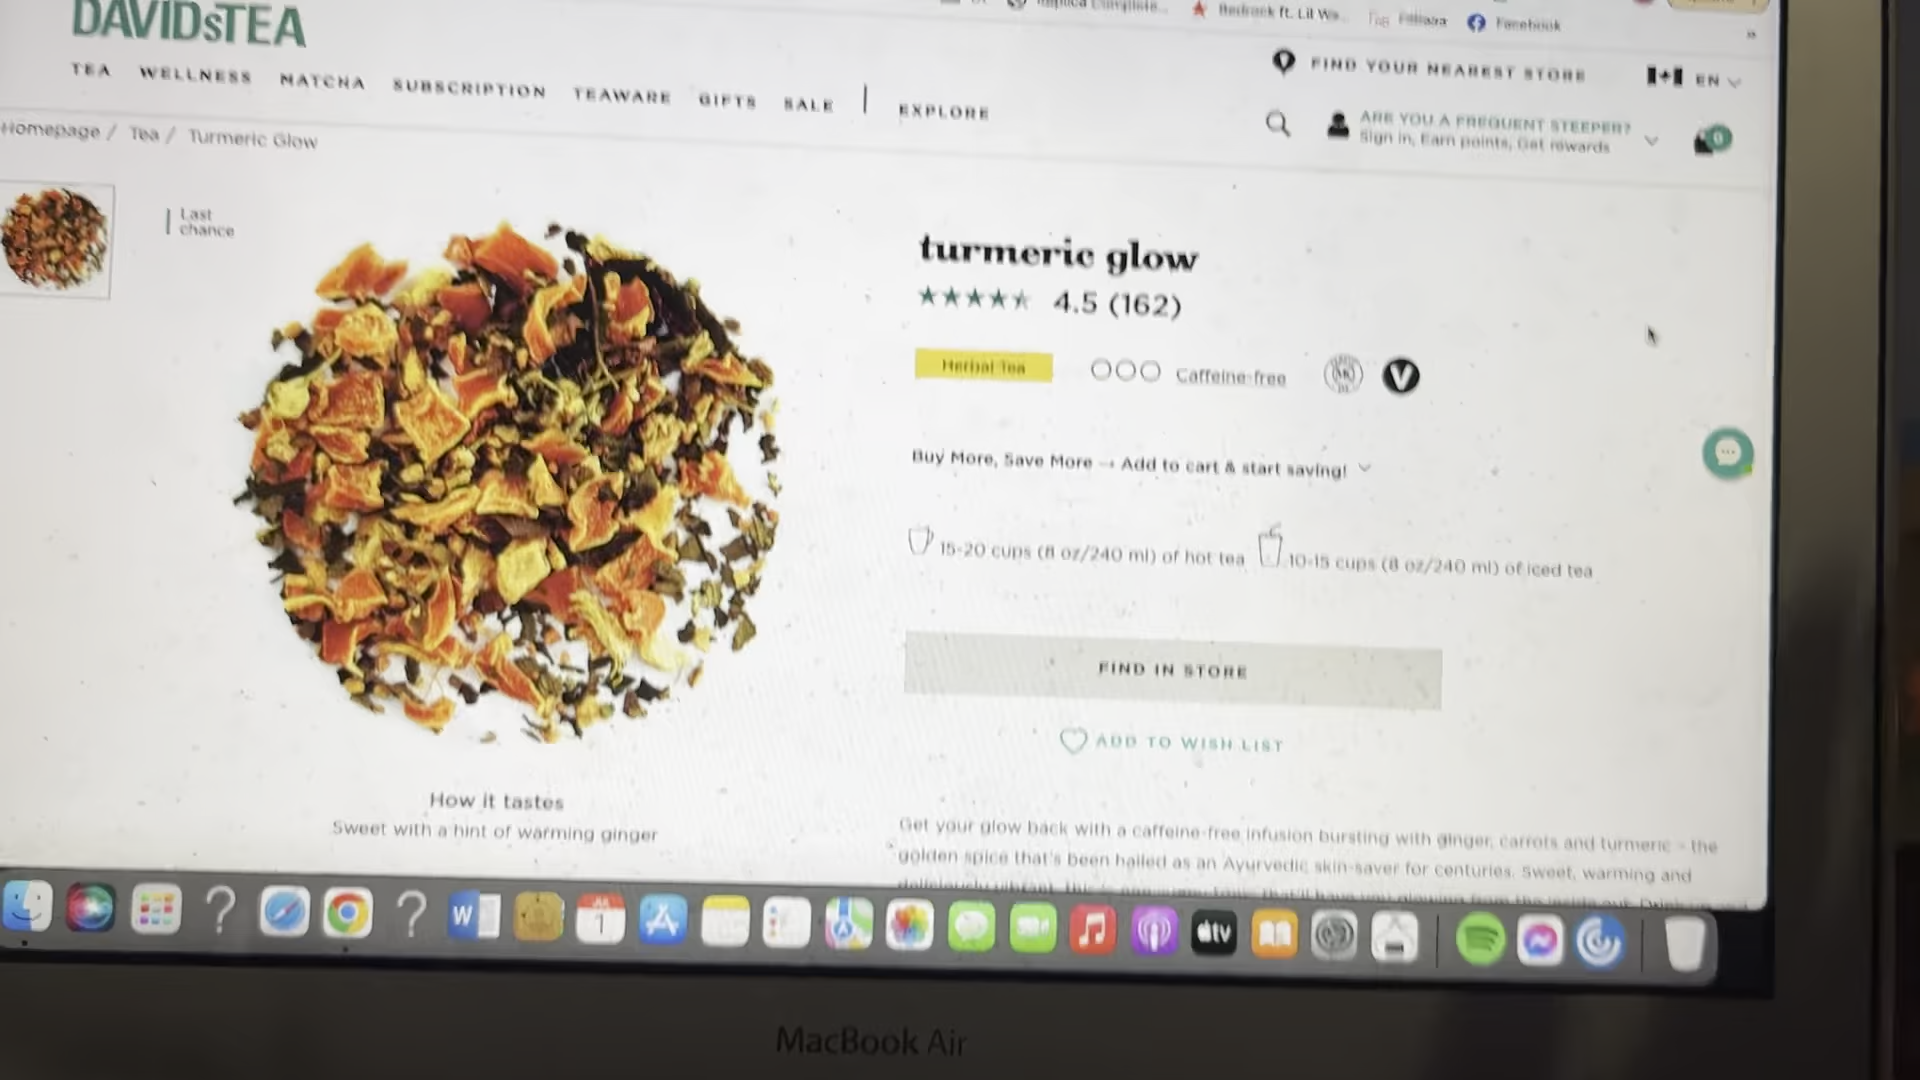 DAVIDsTEA
Facebook
TEA WELLNESS MATCHA SUBSCRIPTION TEAWARE GIFTS SALE | EXPLORE
FIND YOUR NEAREST STORE
EN
ARE YOU A FREQUENT STEEPER?
Sign in, Earn points, Get rewards
0
Homepage / Tea / Turmeric Glow
Last
chance
turmeric glow
4.5 (162)
Herbal Tea
Caffeine-free
V
Buy More, Save More → Add to cart & start saving!
15-20 cups (8 oz/240 ml) of hot tea
10-15 cups (8 oz/240 ml) of iced tea
FIND IN STORE
ADD TO WISH LIST
How it tastes
Sweet with a hint of warming ginger
Get your glow back with a caffeine-free infusion bursting with ginger, carrots and turmeric – the
golden spice that's been hailed as an Ayurvedic skin-saver for centuries. Sweet, warming and
W
1
tv
MacBook Air